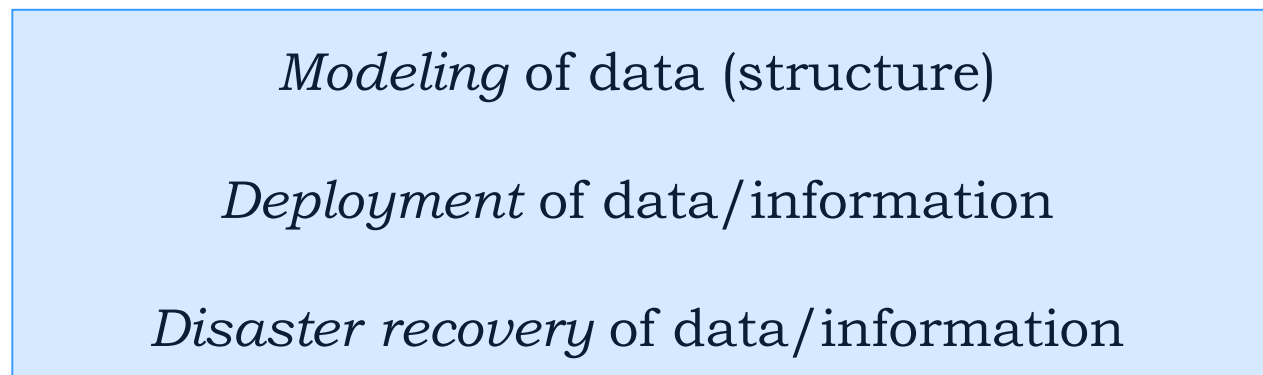 Modeling of data (structure)
Deployment of data/information
Disaster recovery of data/information